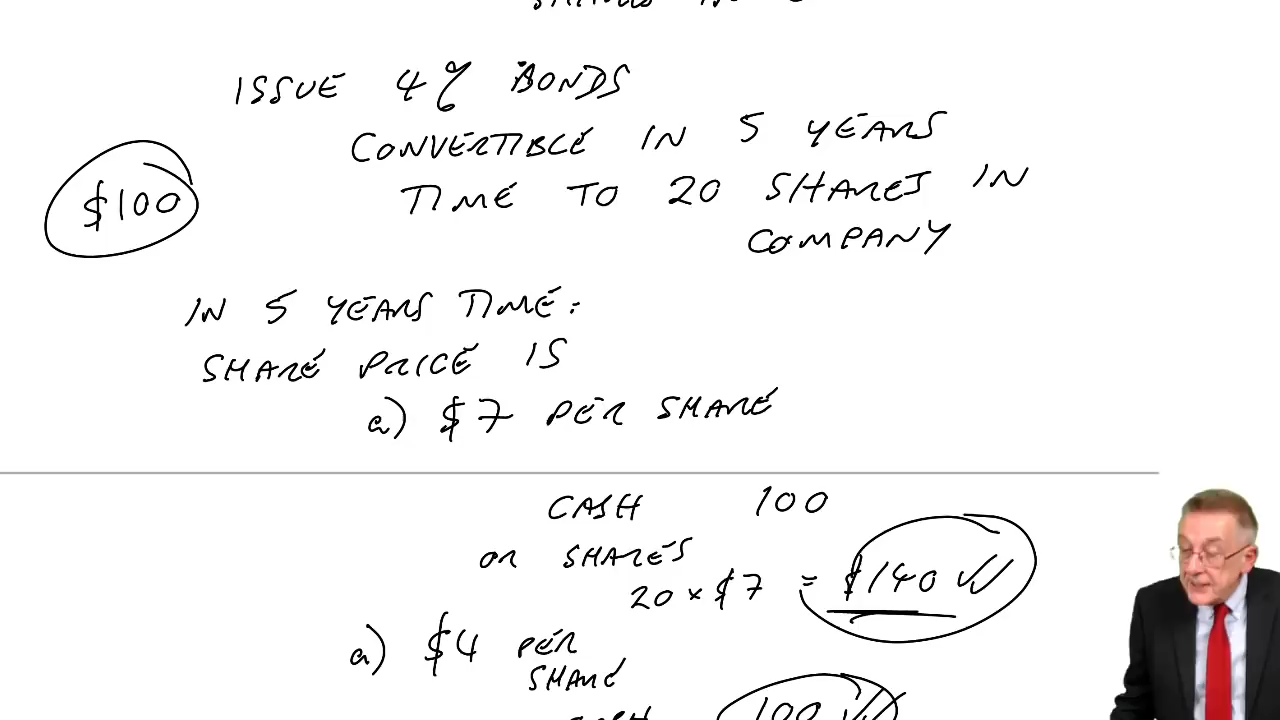 ISSUE 4% BONDS
CONVERTIBLE IN 5 YEARS
$100
TIME TO 20 SHARES IN
COMPANY
IN 5 YEARS TIME:
SHARE PRICE IS
a) $7 PER SHARE
CASH 100
OR SHARES
20 × $7 = $140 ✓✓
a) $4 PER
SHARE
CASH 100 ✓✓